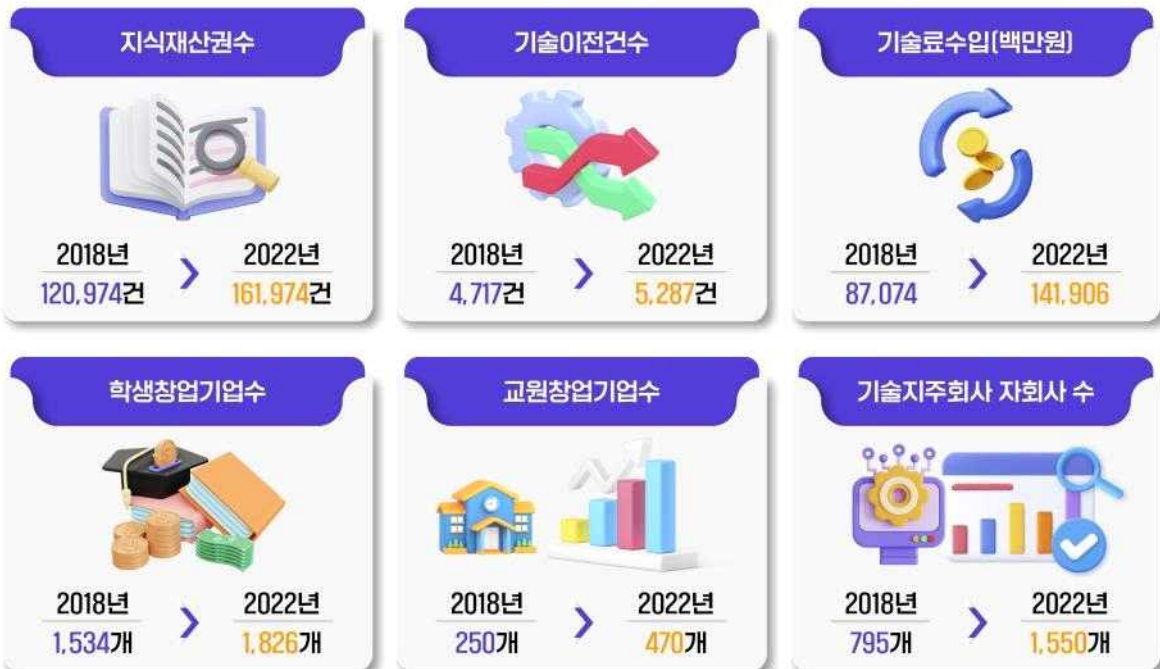 지식재산권수
2018년
120,974건
2022년
161,974건
기술이전건수
2018년
4,717건
2022년
5,287건
기술료수입(백만원)
2018년
87,074
2022년
141,906
학생창업기업수
2018년
1,534개
2022년
1,826개
교원창업기업수
2018년
250개
2022년
470개
기술지주회사 자회사 수
2018년
795개
2022년
1,550개